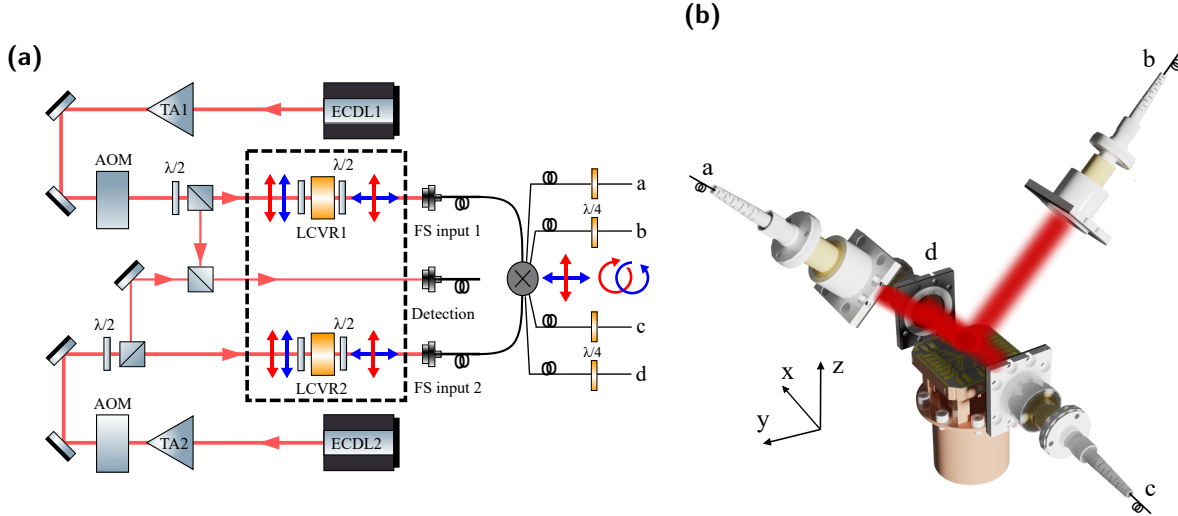 (a)
TA1
ECDL1
AOM
λ/2
λ/2
LCVR1
FS input 1
a
λ/4
b
Detection
λ/2
λ/2
LCVR2
FS input 2
c
λ/4
d
AOM
TA2
ECDL2
(b)
b
a
d
x
z
y
c